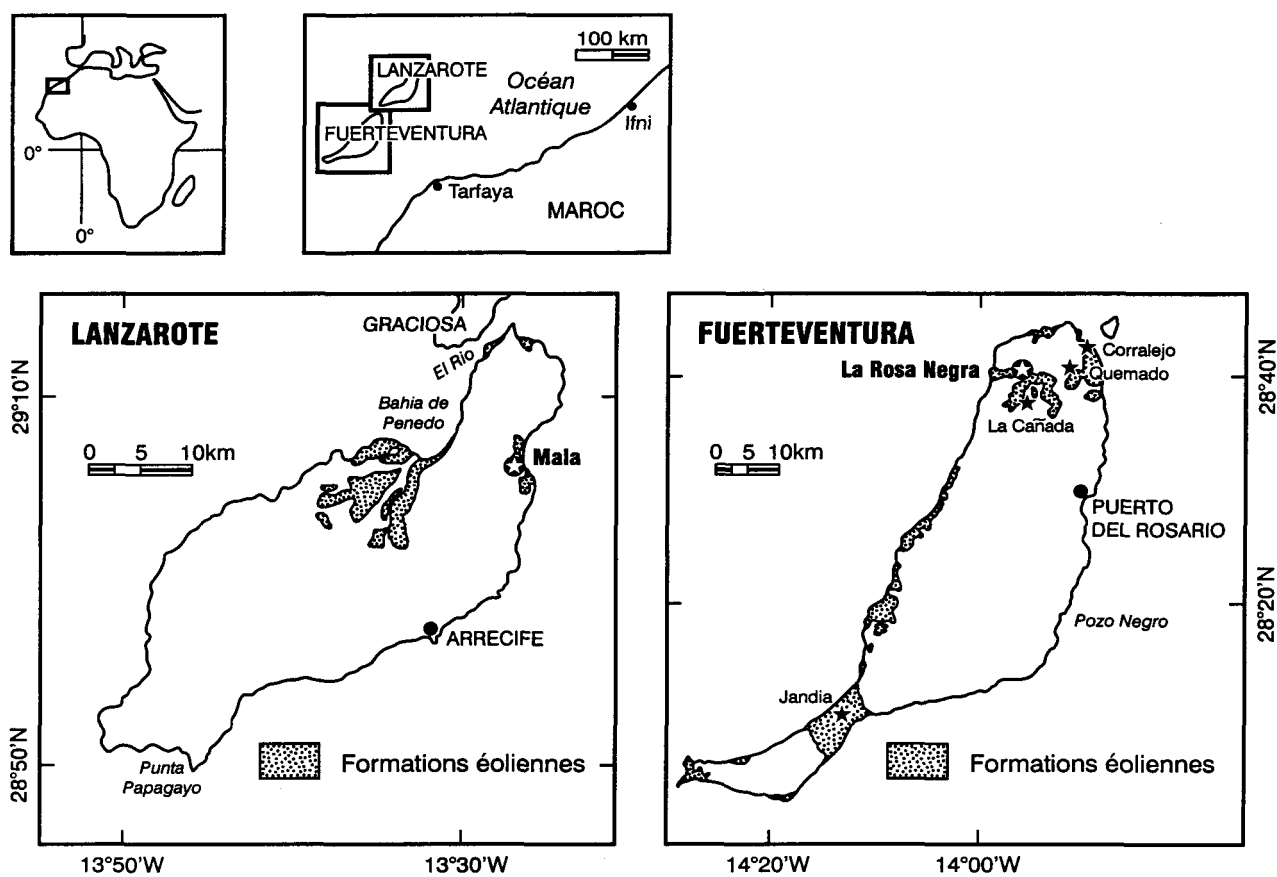 0°
0°
100 km
LANZAROTE
Océan
Atlantique
Ifni
FUERTEVENTURA
Tarfaya
MAROC
LANZAROTE
GRACIOSA
El Rio
Bahia de
Penedo
29°10'N
0 5 10km
Mala
ARRECIFE
28°50'N
Punta
Papagayo
Formations éoliennes
13°50'W
13°30'W
FUERTEVENTURA
Corralejo
La Rosa Negra
Quemado
28°40'N
La Cañada
0 5 10km
PUERTO
DEL ROSARIO
28°20'N
Pozo Negro
Jandia
Formations éoliennes
14°20'W
14°00'W